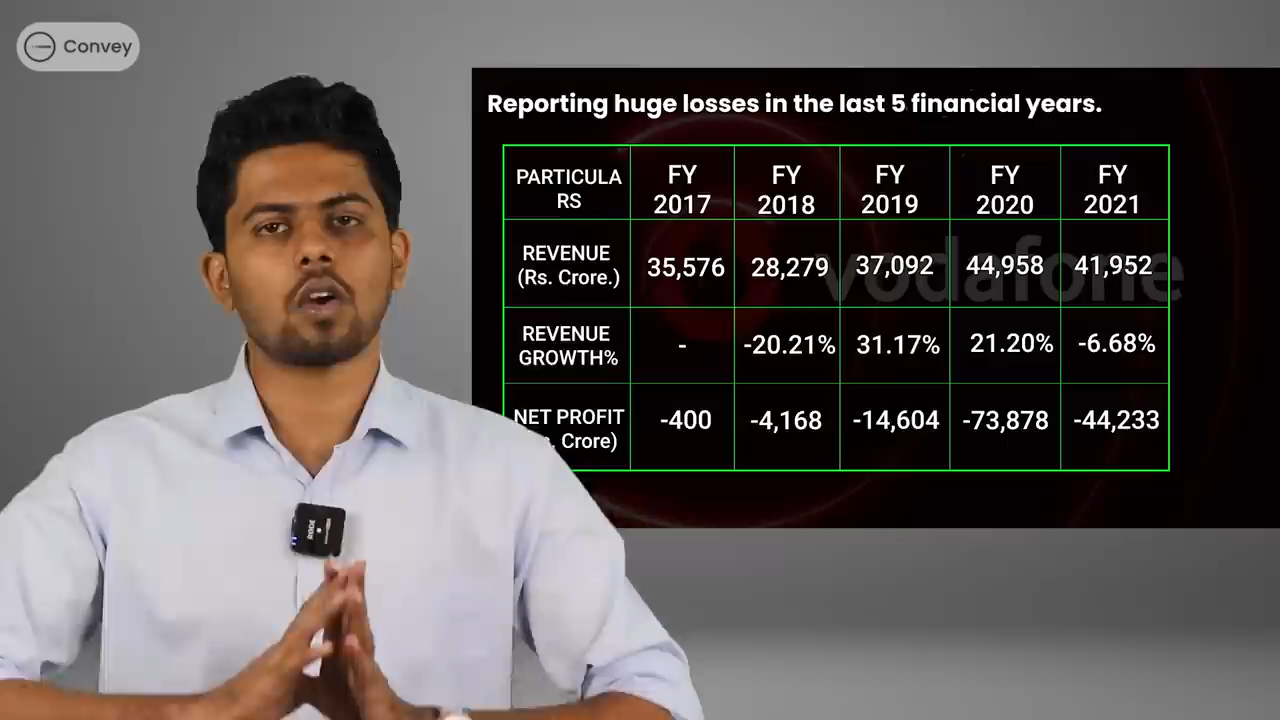 Convey
Reporting huge losses in the last 5 financial years.
PARTICULA
RS
FY
2017
FY
2018
FY
2019
FY
2020
FY
2021
REVENUE
(Rs. Crore.)
35,576
28,279
37,092
44,958
41,952
vodafone
REVENUE
GROWTH%
-
-20.21%
31.17%
21.20%
-6.68%
NET PROFIT
Crore)
-400
-4,168
-14,604
-73,878
-44,233
RODE